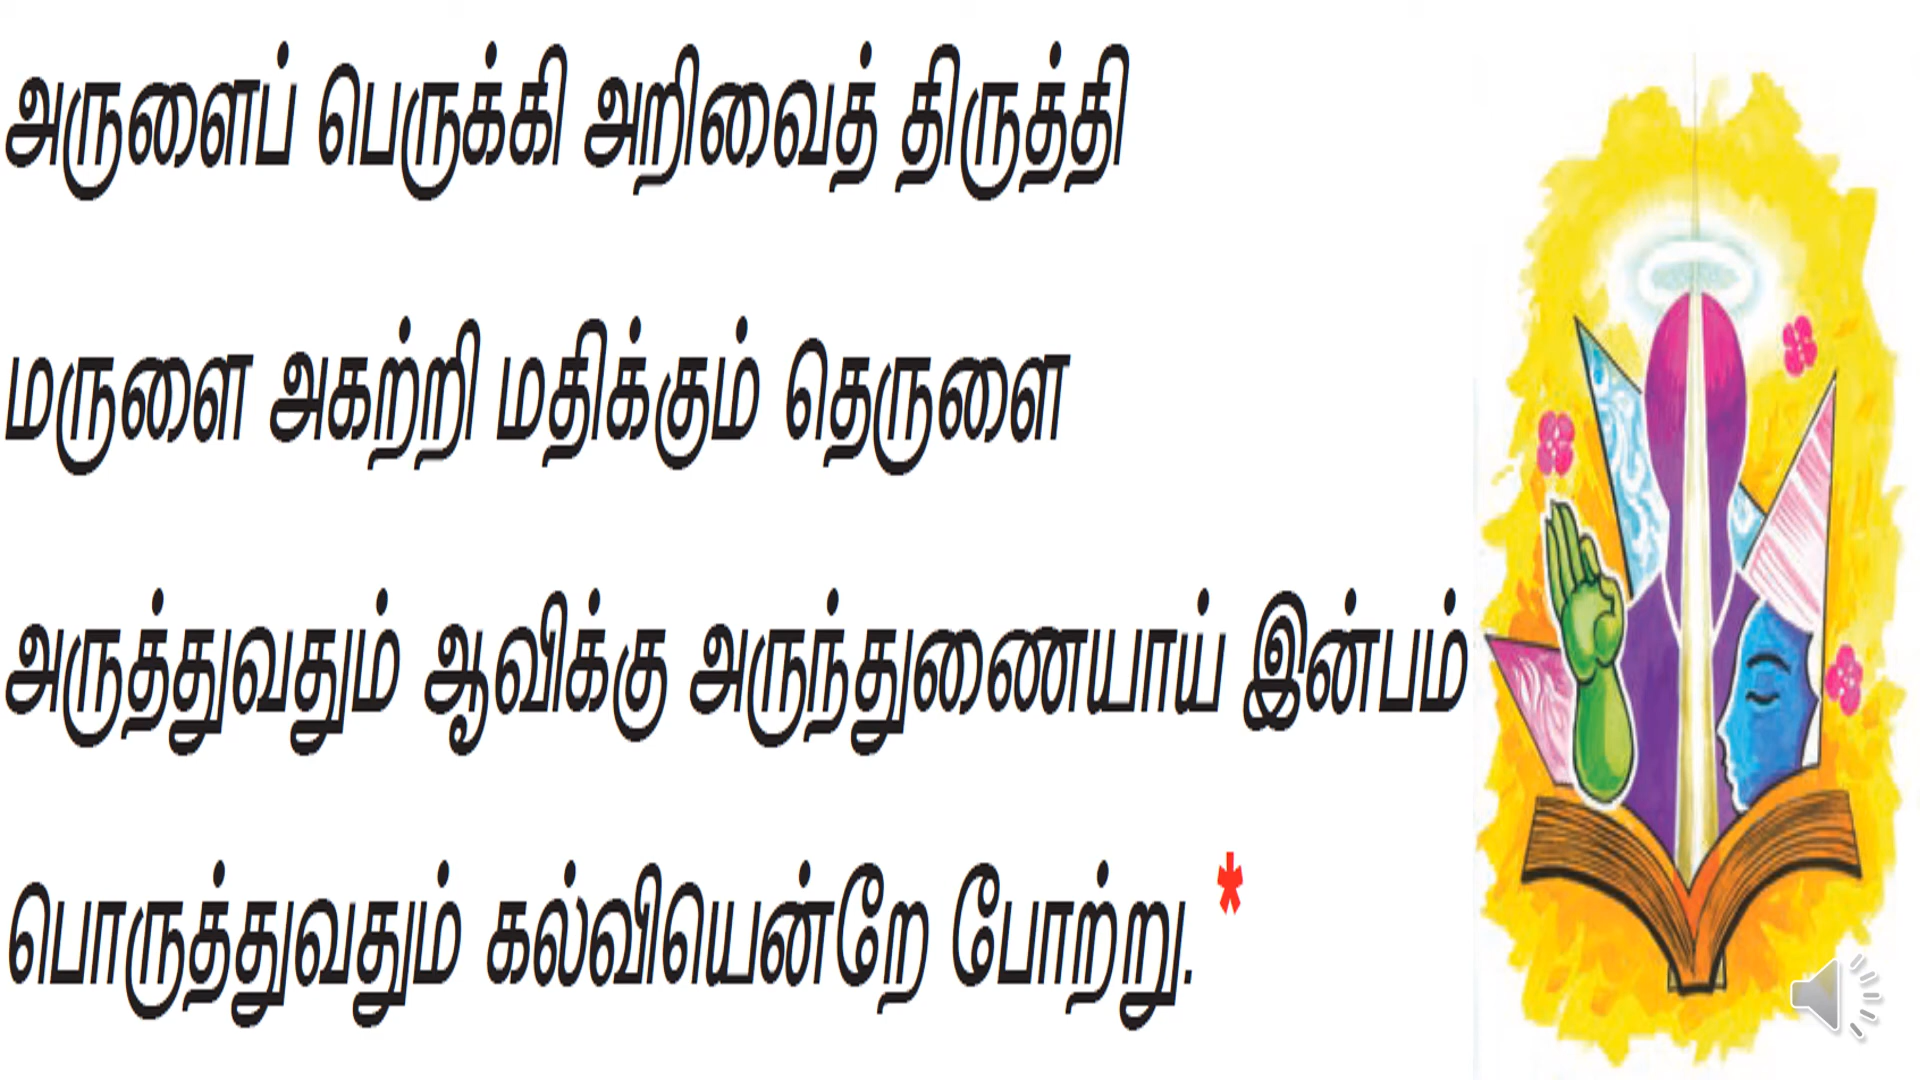 அருளைப் பெருக்கி அறிவைத் திருத்தி
மருளை அகற்றி மதிக்கும் தெருளை
அருத்துவதும் ஆவிக்கு அருந்துணையாய் இன்பம்
பொருத்துவதும் கல்வியென்றே போற்று. *